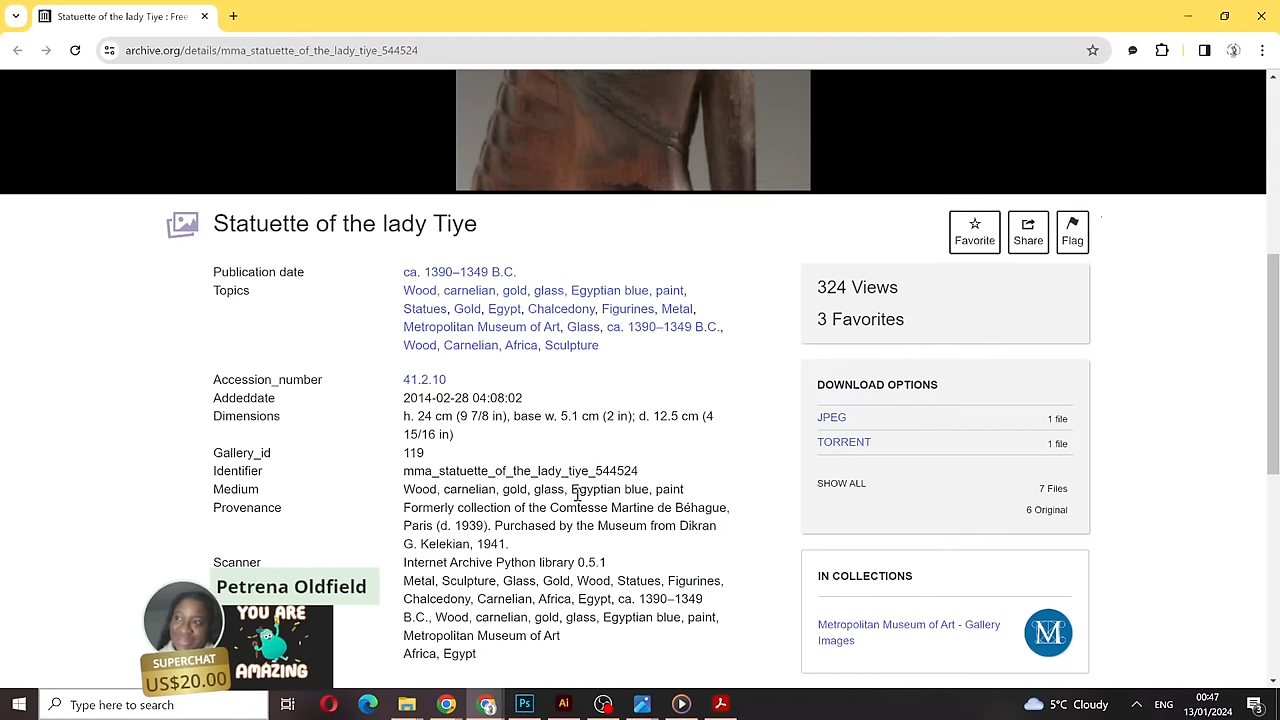 Statuette of the lady Tiye : Free
archive.org/details/mma_statuette_of_the_lady_tiye_544524
Statuette of the lady Tiye
Favorite
Share
Flag
Publication date
ca. 1390–1349 B.C.
Topics
Wood, carnelian, gold, glass, Egyptian blue, paint,
Statues, Gold, Egypt, Chalcedony, Figurines, Metal,
Metropolitan Museum of Art, Glass, ca. 1390–1349 B.C.,
Wood, Carnelian, Africa, Sculpture
Accession_number
41.2.10
Addeddate
2014-02-28 04:08:02
Dimensions
h. 24 cm (9 7/8 in), base w. 5.1 cm (2 in); d. 12.5 cm (4
15/16 in)
Gallery_id
119
Identifier
mma_statuette_of_the_lady_tiye_544524
Medium
Wood, carnelian, gold, glass, Egyptian blue, paint
Provenance
Formerly collection of the Comtesse Martine de Béhague,
Paris (d. 1939). Purchased by the Museum from Dikran
G. Kelekian, 1941.
Scanner
Internet Archive Python library 0.5.1
Metal, Sculpture, Glass, Gold, Wood, Statues, Figurines,
Chalcedony, Carnelian, Africa, Egypt, ca. 1390–1349
B.C., Wood, carnelian, gold, glass, Egyptian blue, paint,
Metropolitan Museum of Art
Africa, Egypt
324 Views
3 Favorites
DOWNLOAD OPTIONS
JPEG
1 file
TORRENT
1 file
SHOW ALL
7 Files
6 Original
IN COLLECTIONS
Metropolitan Museum of Art - Gallery
Images
M
Petrena Oldfield
YOU ARE
AMAZING
SUPERCHAT
US$20.00
Type here to search
Ps
Ai
5°C Cloudy
ENG
00:47
13/01/2024
3